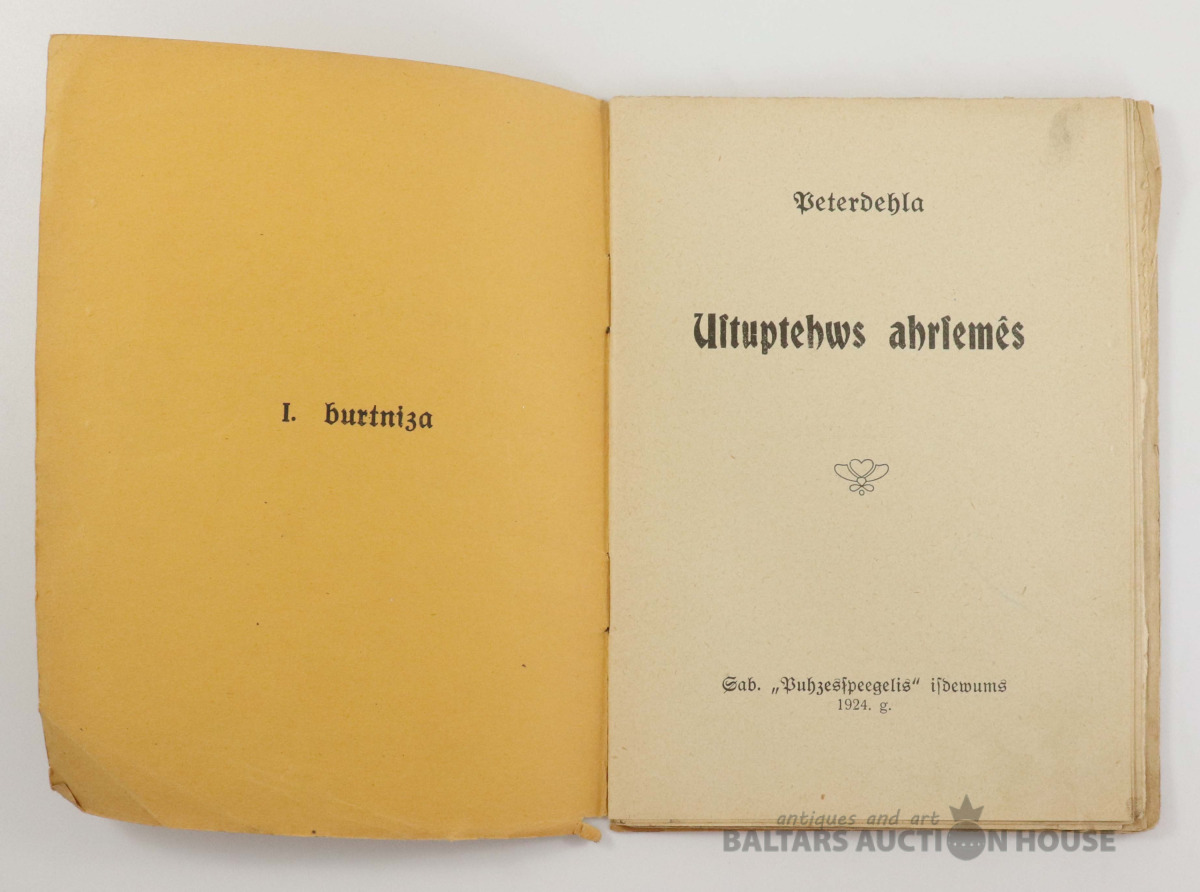 I. burtniza
Peterdehla
Uſtuptehws ahrſemês
Sab. „Puhzesſpeegelis“ iſdewums
1924. g.
antiques and art
BALTARS AUCTION HOUSE